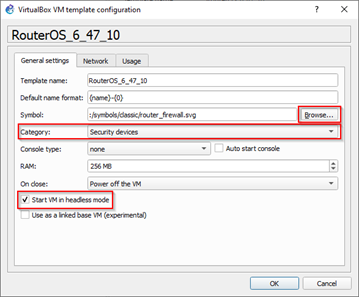 VirtualBox VM template configuration
RouterOS_6_47_10
General settings Network Usage
Template name: RouterOS_6_47_10
Default name format: {name}-{0}
Symbol: :/symbols/classic/router_firewall.svg Browse...
Category: Security devices
Console type: none Auto start console
RAM: 256 MB
On close: Power off the VM
Start VM in headless mode
Use as a linked base VM (experimental)
OK Cancel